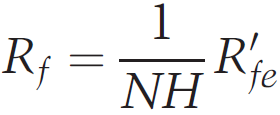 $R_f = \frac{1}{NH} R'_{fe}$